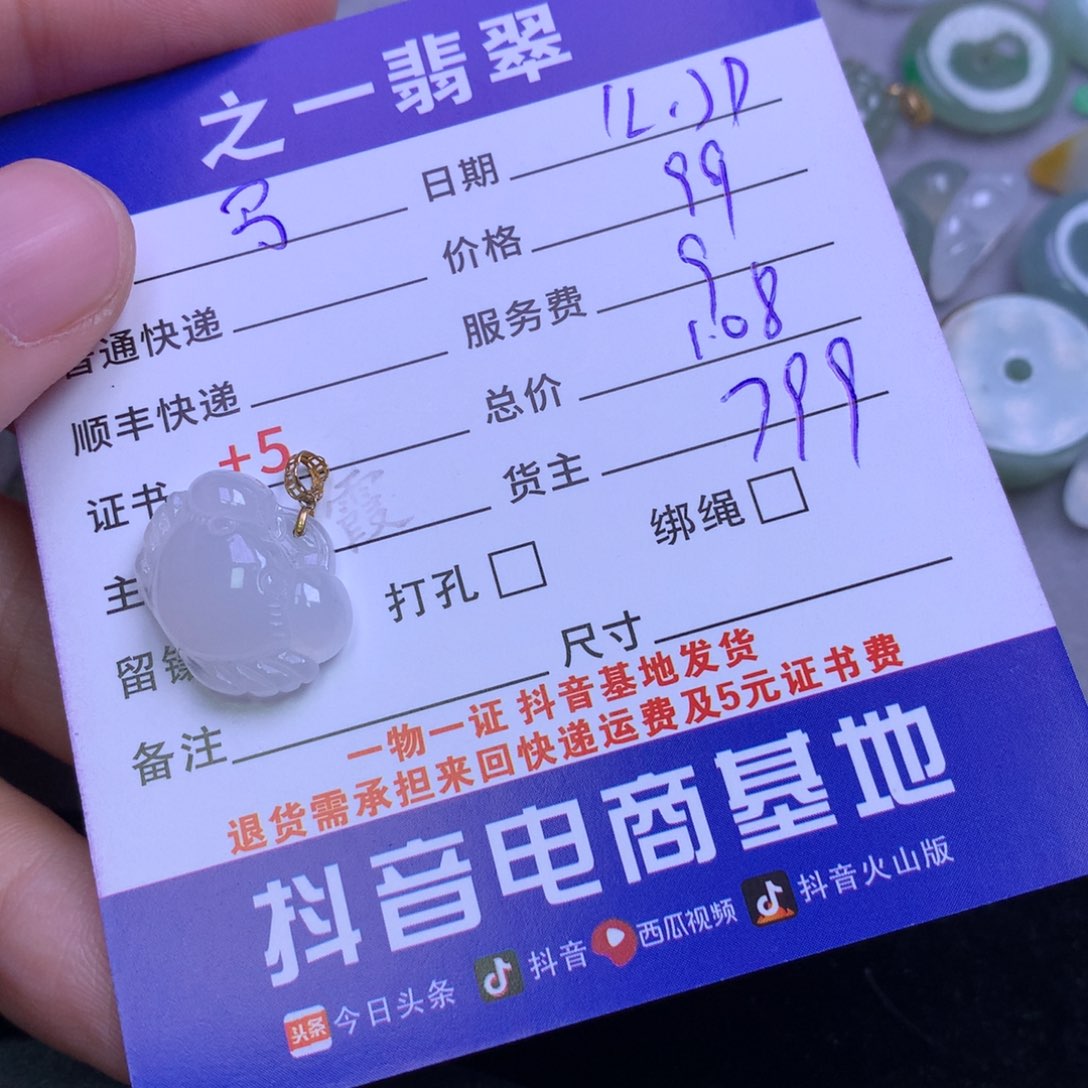 之一翡翠
日期 12.20
价格 99
普通快递 服务费 9
顺丰快递 总价 1.08
证书 +5 货主 799
霞
打孔 绑绳
尺寸
备注
一物一证 抖音基地发货
退货需承担来回快递运费及5元证书费
抖音电商基地
头条 今日头条 抖音 西瓜视频 抖音火山版